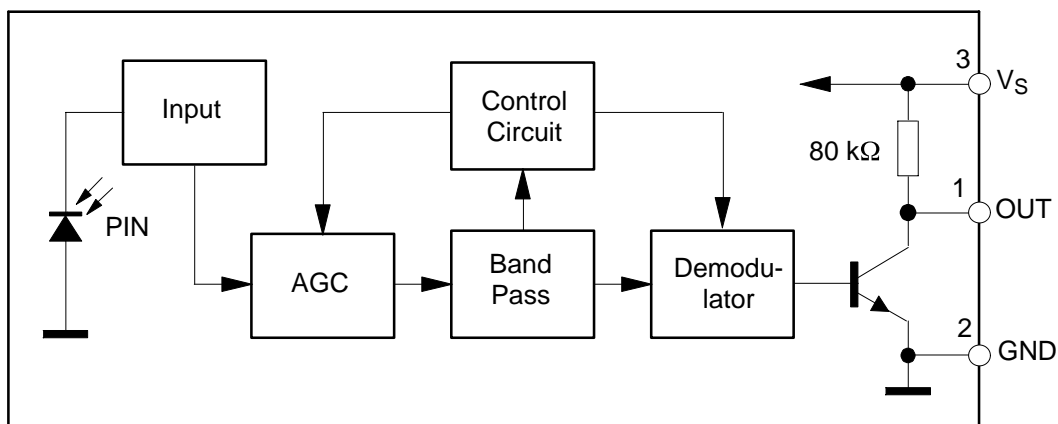 Input
Control
Circuit
3
V_S
80 kΩ
1
OUT
PIN
AGC
Band
Pass
Demodu-
lator
2
GND